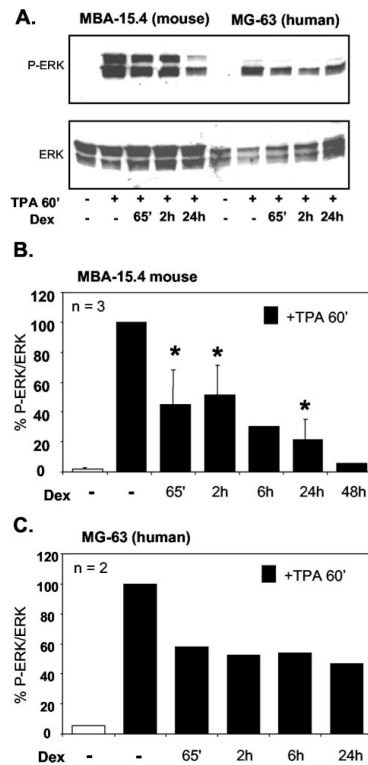 A.
MBA-15.4 (mouse) MG-63 (human)
P-ERK
ERK
TPA 60' - + + + + - + + + +
Dex 65' 2h 24h 65' 2h 24h
B.
MBA-15.4 mouse
120
100
80
60
40
20
0
% P-ERK/ERK
n = 3
+TPA 60'
* * *
Dex - - 65' 2h 6h 24h 48h
C.
MG-63 (human)
120
100
80
60
40
20
0
% P-ERK/ERK
n = 2
+TPA 60'
Dex - - 65' 2h 6h 24h